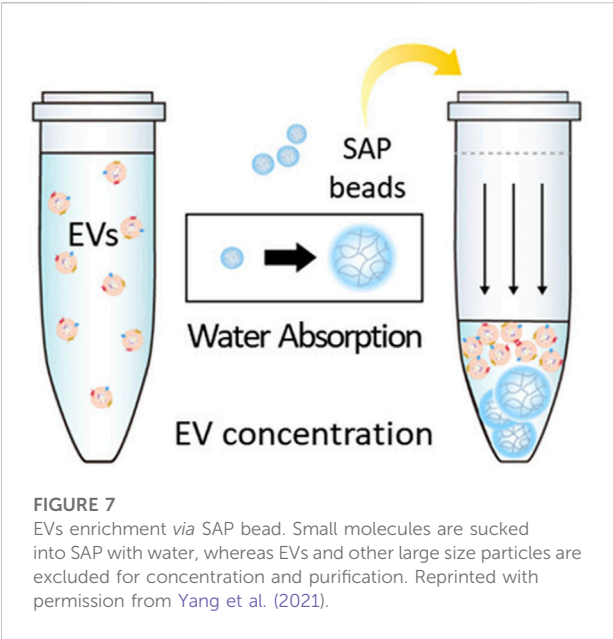 EVs
SAP
beads
Water Absorption
EV concentration
FIGURE 7
EVs enrichment via SAP bead. Small molecules are sucked
into SAP with water, whereas EVs and other large size particles are
excluded for concentration and purification. Reprinted with
permission from Yang et al. (2021).